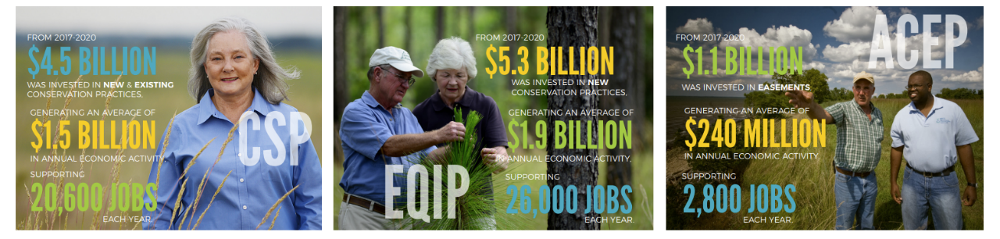 FROM 2017-2020
$4.5 BILLION
WAS INVESTED IN NEW & EXISTING
CONSERVATION PRACTICES,
GENERATING AN AVERAGE OF
$1.5 BILLION
IN ANNUAL ECONOMIC ACTIVITY,
SUPPORTING
20,600 JOBS
EACH YEAR.
CSP
FROM 2017-2020
$5.3 BILLION
WAS INVESTED IN NEW
CONSERVATION PRACTICES,
GENERATING AN AVERAGE OF
$1.9 BILLION
IN ANNUAL ECONOMIC ACTIVITY,
SUPPORTING
26,000 JOBS
EACH YEAR.
EQIP
ACEP
FROM 2017-2020
$1.1 BILLION
WAS INVESTED IN EASEMENTS,
GENERATING AN AVERAGE OF
$240 MILLION
IN ANNUAL ECONOMIC ACTIVITY,
SUPPORTING
2,800 JOBS
EACH YEAR.